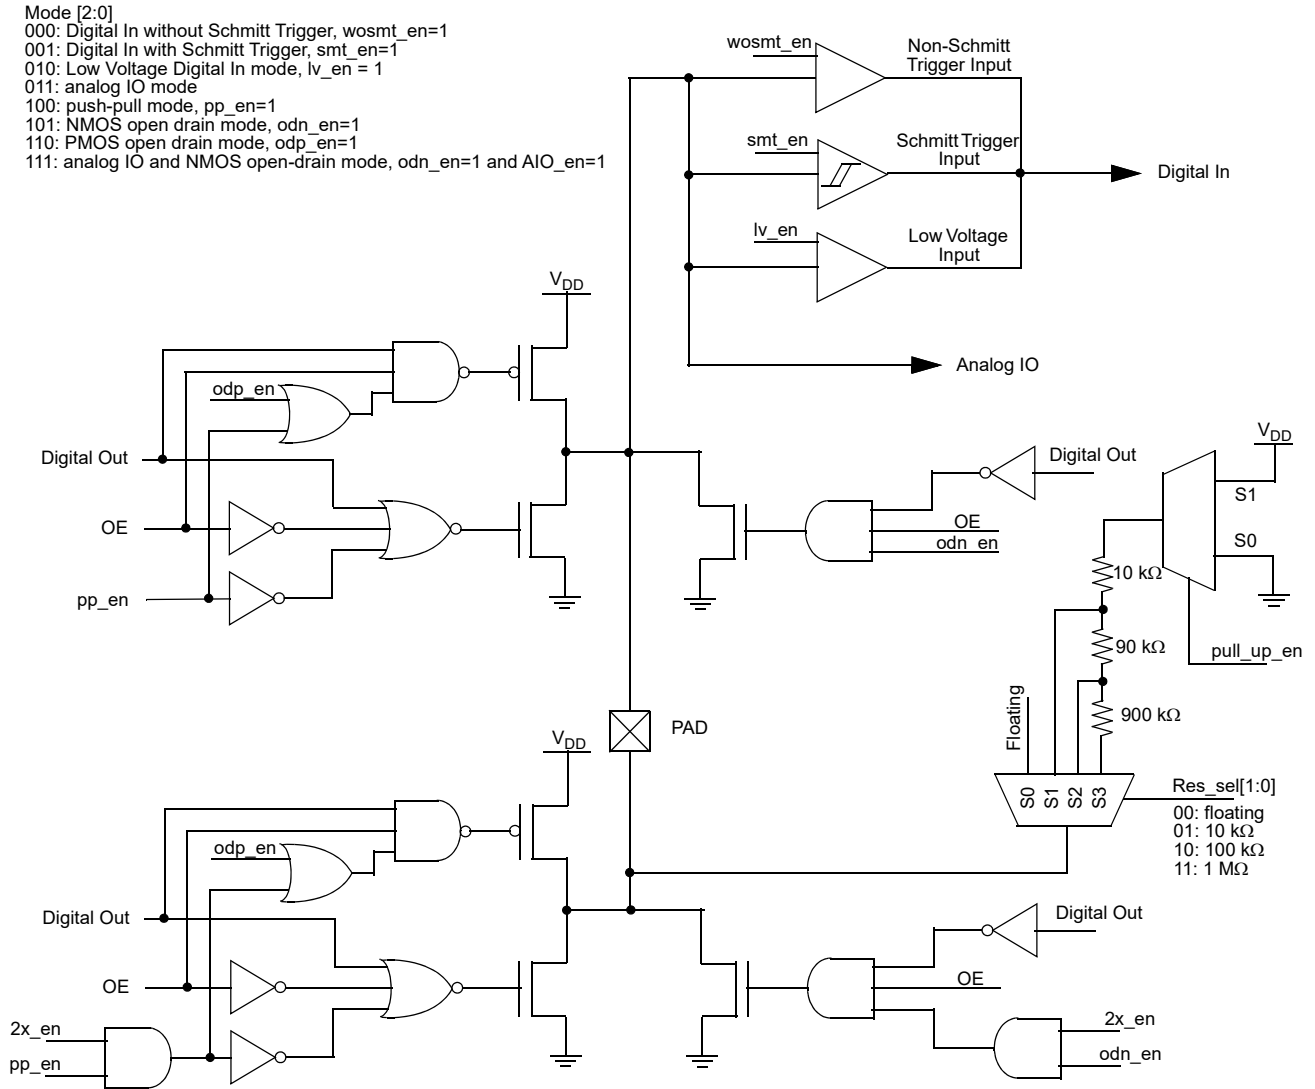 Mode [2:0]
000: Digital In without Schmitt Trigger, wosmt_en=1
001: Digital In with Schmitt Trigger, smt_en=1
010: Low Voltage Digital In mode, lv_en = 1
011: analog IO mode
100: push-pull mode, pp_en=1
101: NMOS open drain mode, odn_en=1
110: PMOS open drain mode, odp_en=1
111: analog IO and NMOS open-drain mode, odn_en=1 and AIO_en=1
wosmt_en
Non-Schmitt
Trigger Input
smt_en
Schmitt Trigger
Input
Digital In
lv_en
Low Voltage
Input
Analog IO
VDD
odp_en
Digital Out
OE
pp_en
Digital Out
OE
odn_en
VDD
S1
S0
10 kΩ
90 kΩ
900 kΩ
pull_up_en
Floating
S0
S1
S2
S3
Res_sel[1:0]
00: floating
01: 10 kΩ
10: 100 kΩ
11: 1 MΩ
PAD
VDD
odp_en
Digital Out
OE
2x_en
pp_en
Digital Out
OE
2x_en
odn_en